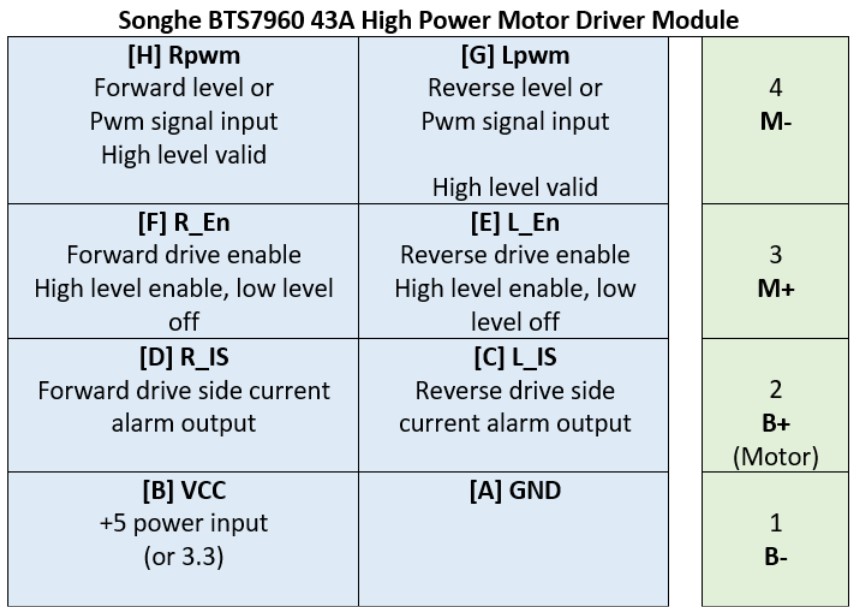 Songhe BTS7960 43A High Power Motor Driver Module
[H] Rpwm
Forward level or
Pwm signal input
High level valid
[G] Lpwm
Reverse level or
Pwm signal input
High level valid
4
M-
[F] R_En
Forward drive enable
High level enable, low level
off
[E] L_En
Reverse drive enable
High level enable, low
level off
3
M+
[D] R_IS
Forward drive side current
alarm output
[C] L_IS
Reverse drive side
current alarm output
2
B+
(Motor)
[B] VCC
+5 power input
(or 3.3)
[A] GND
1
B-